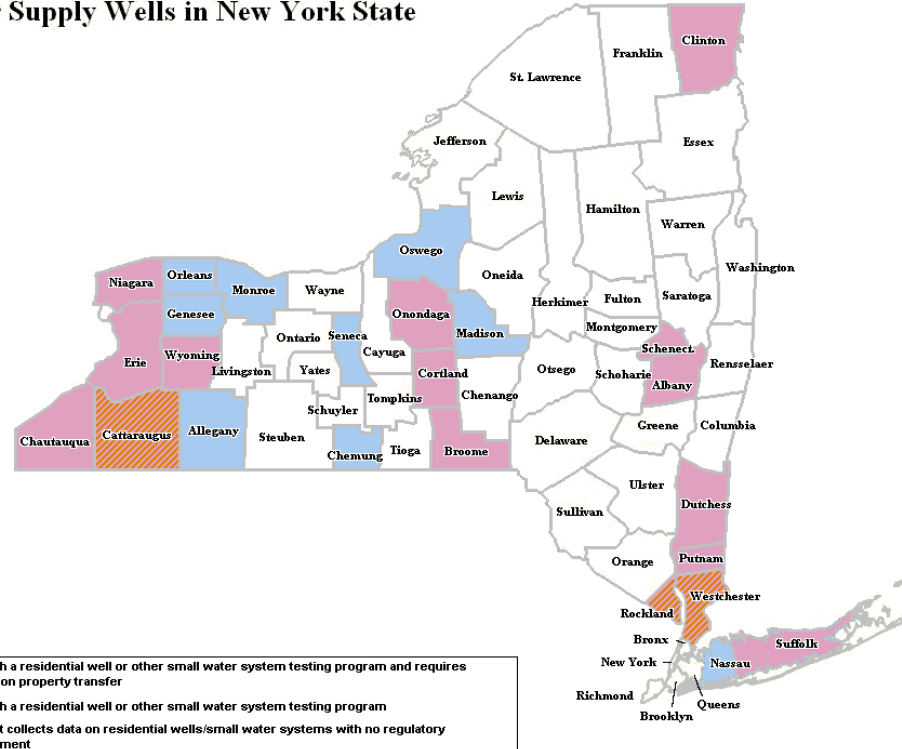 Supply Wells in New York State
Clinton
Franklin
St. Lawrence
Jefferson
Essex
Lewis
Hamilton
Warren
Oswego
Oneida
Washington
Niagara
Orleans
Monroe
Wayne
Herkimer
Fulton
Saratoga
Genesee
Onondaga
Madison
Montgomery
Ontario
Seneca
Cayuga
Schenect.
Erie
Wyoming
Livingston
Yates
Cortland
Otsego
Schoharie
Rensselaer
Albany
Tompkins
Chenango
Schuyler
Chautauqua
Cattaraugus
Allegany
Steuben
Chemung
Tioga
Broome
Delaware
Greene
Columbia
Ulster
Dutchess
Sullivan
Orange
Putnam
Westchester
Rockland
Bronx
New York
Nassau
Suffolk
Richmond
Queens
Brooklyn
h a residential well or other small water system testing program and requires
on property transfer
h a residential well or other small water system testing program
t collects data on residential wells/small water systems with no regulatory
ment